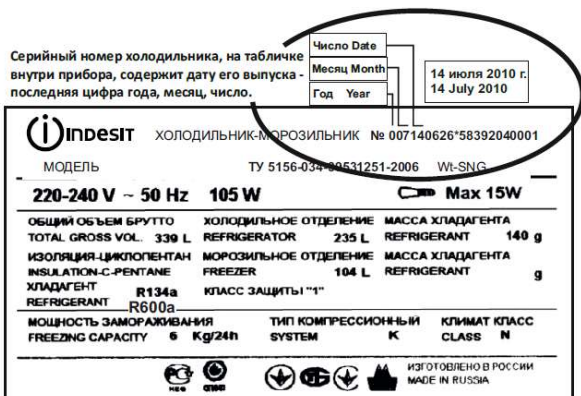 Серийный номер холодильника, на табличке
внутри прибора, содержит дату его выпуска -
последняя цифра года, месяц, число.
Число Date
Месяц Month
Год Year
14 июля 2010 г.
14 July 2010
indesit ХОЛОДИЛЬНИК-МОРОЗИЛЬНИК № 007140626*58392040001
МОДЕЛЬ ТУ 5156-034-39531251-2006 Wt-SNG
220-240 V ~ 50 Hz 105 W Max 15W
ОБЩИЙ ОБЪЕМ БРУТТО ХОЛОДИЛЬНОЕ ОТДЕЛЕНИЕ МАССА ХЛАДАГЕНТА
TOTAL GROSS VOL. 339 L REFRIGERATOR 235 L REFRIGERANT 140 g
ИЗОЛЯЦИЯ-ЦИКЛОПЕНТАН МОРОЗИЛЬНОЕ ОТДЕЛЕНИЕ МАССА ХЛАДАГЕНТА
INSULATION-C-PENTANE FREEZER 104 L REFRIGERANT g
ХЛАДАГЕНТ R134a КЛАСС ЗАЩИТЫ "1"
REFRIGERANT R600a
МОЩНОСТЬ ЗАМОРАЖИВАНИЯ ТИП КОМПРЕССИОННЫЙ КЛИМАТ КЛАСС
FREEZING CAPACITY 6 Kg/24h SYSTEM K CLASS N
ИЗГОТОВЛЕНО В РОССИИ
MADE IN RUSSIA